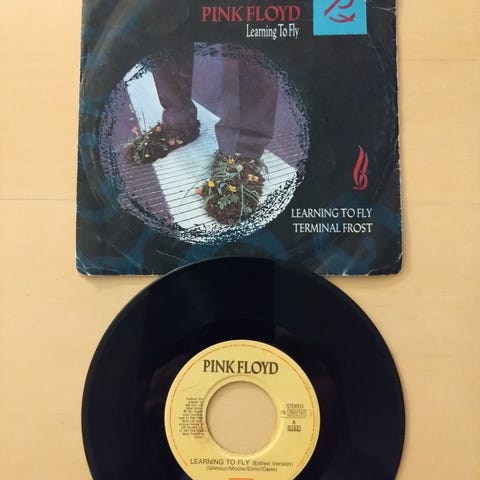 PINK FLOYD
Learning To Fly
LEARNING TO FLY
TERMINAL FROST
PINK FLOYD
STEREO
A
LEARNING TO FLY (Edited Version)
(Gilmour/Moore/Ezrin/Carin)